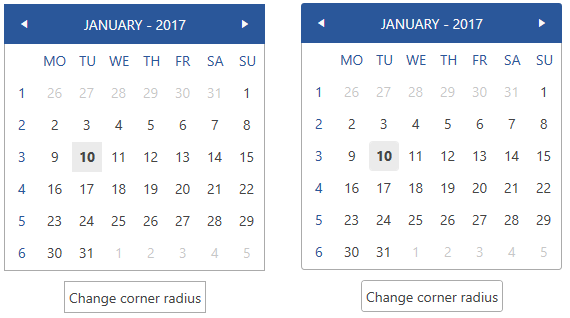 JANUARY - 2017
MO TU WE TH FR SA SU
1 26 27 28 29 30 31 1
2 2 3 4 5 6 7 8
3 9 10 11 12 13 14 15
4 16 17 18 19 20 21 22
5 23 24 25 26 27 28 29
6 30 31 1 2 3 4 5
Change corner radius
JANUARY - 2017
MO TU WE TH FR SA SU
1 26 27 28 29 30 31 1
2 2 3 4 5 6 7 8
3 9 10 11 12 13 14 15
4 16 17 18 19 20 21 22
5 23 24 25 26 27 28 29
6 30 31 1 2 3 4 5
Change corner radius